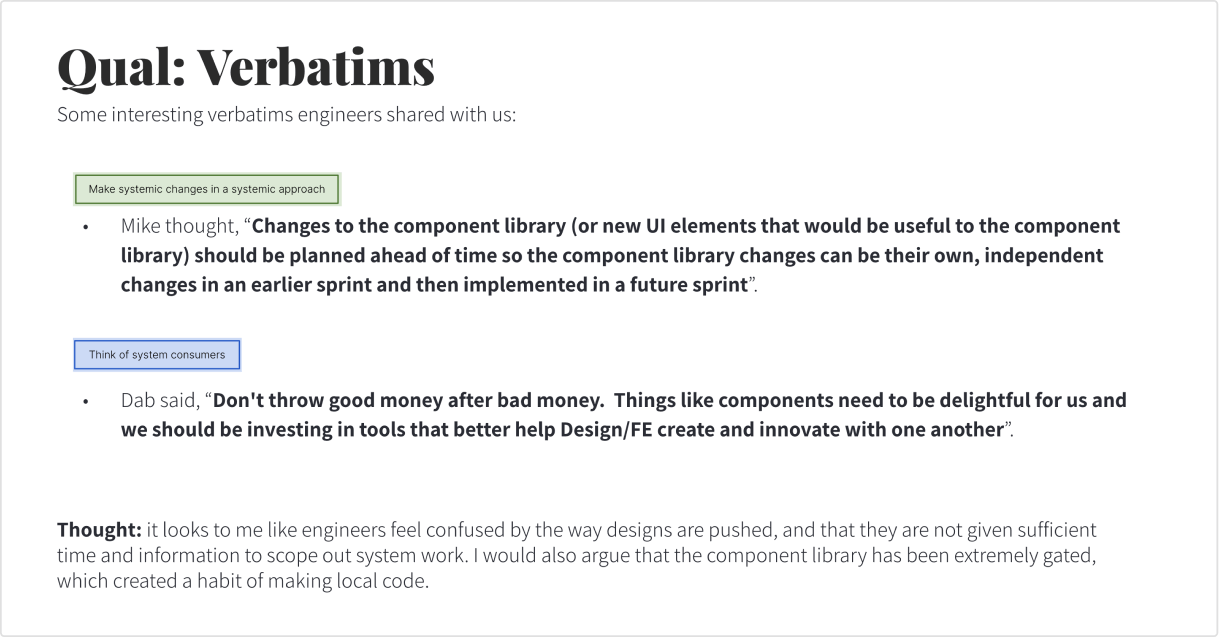 Qual: Verbatims
Some interesting verbatims engineers shared with us:
Make systemic changes in a systemic approach
• Mike thought, “Changes to the component library (or new UI elements that would be useful to the component
library) should be planned ahead of time so the component library changes can be their own, independent
changes in an earlier sprint and then implemented in a future sprint”.
Think of system consumers
• Dab said, “Don't throw good money after bad money.  Things like components need to be delightful for us and
we should be investing in tools that better help Design/FE create and innovate with one another”.
Thought: it looks to me like engineers feel confused by the way designs are pushed, and that they are not given sufficient
time and information to scope out system work. I would also argue that the component library has been extremely gated,
which created a habit of making local code.